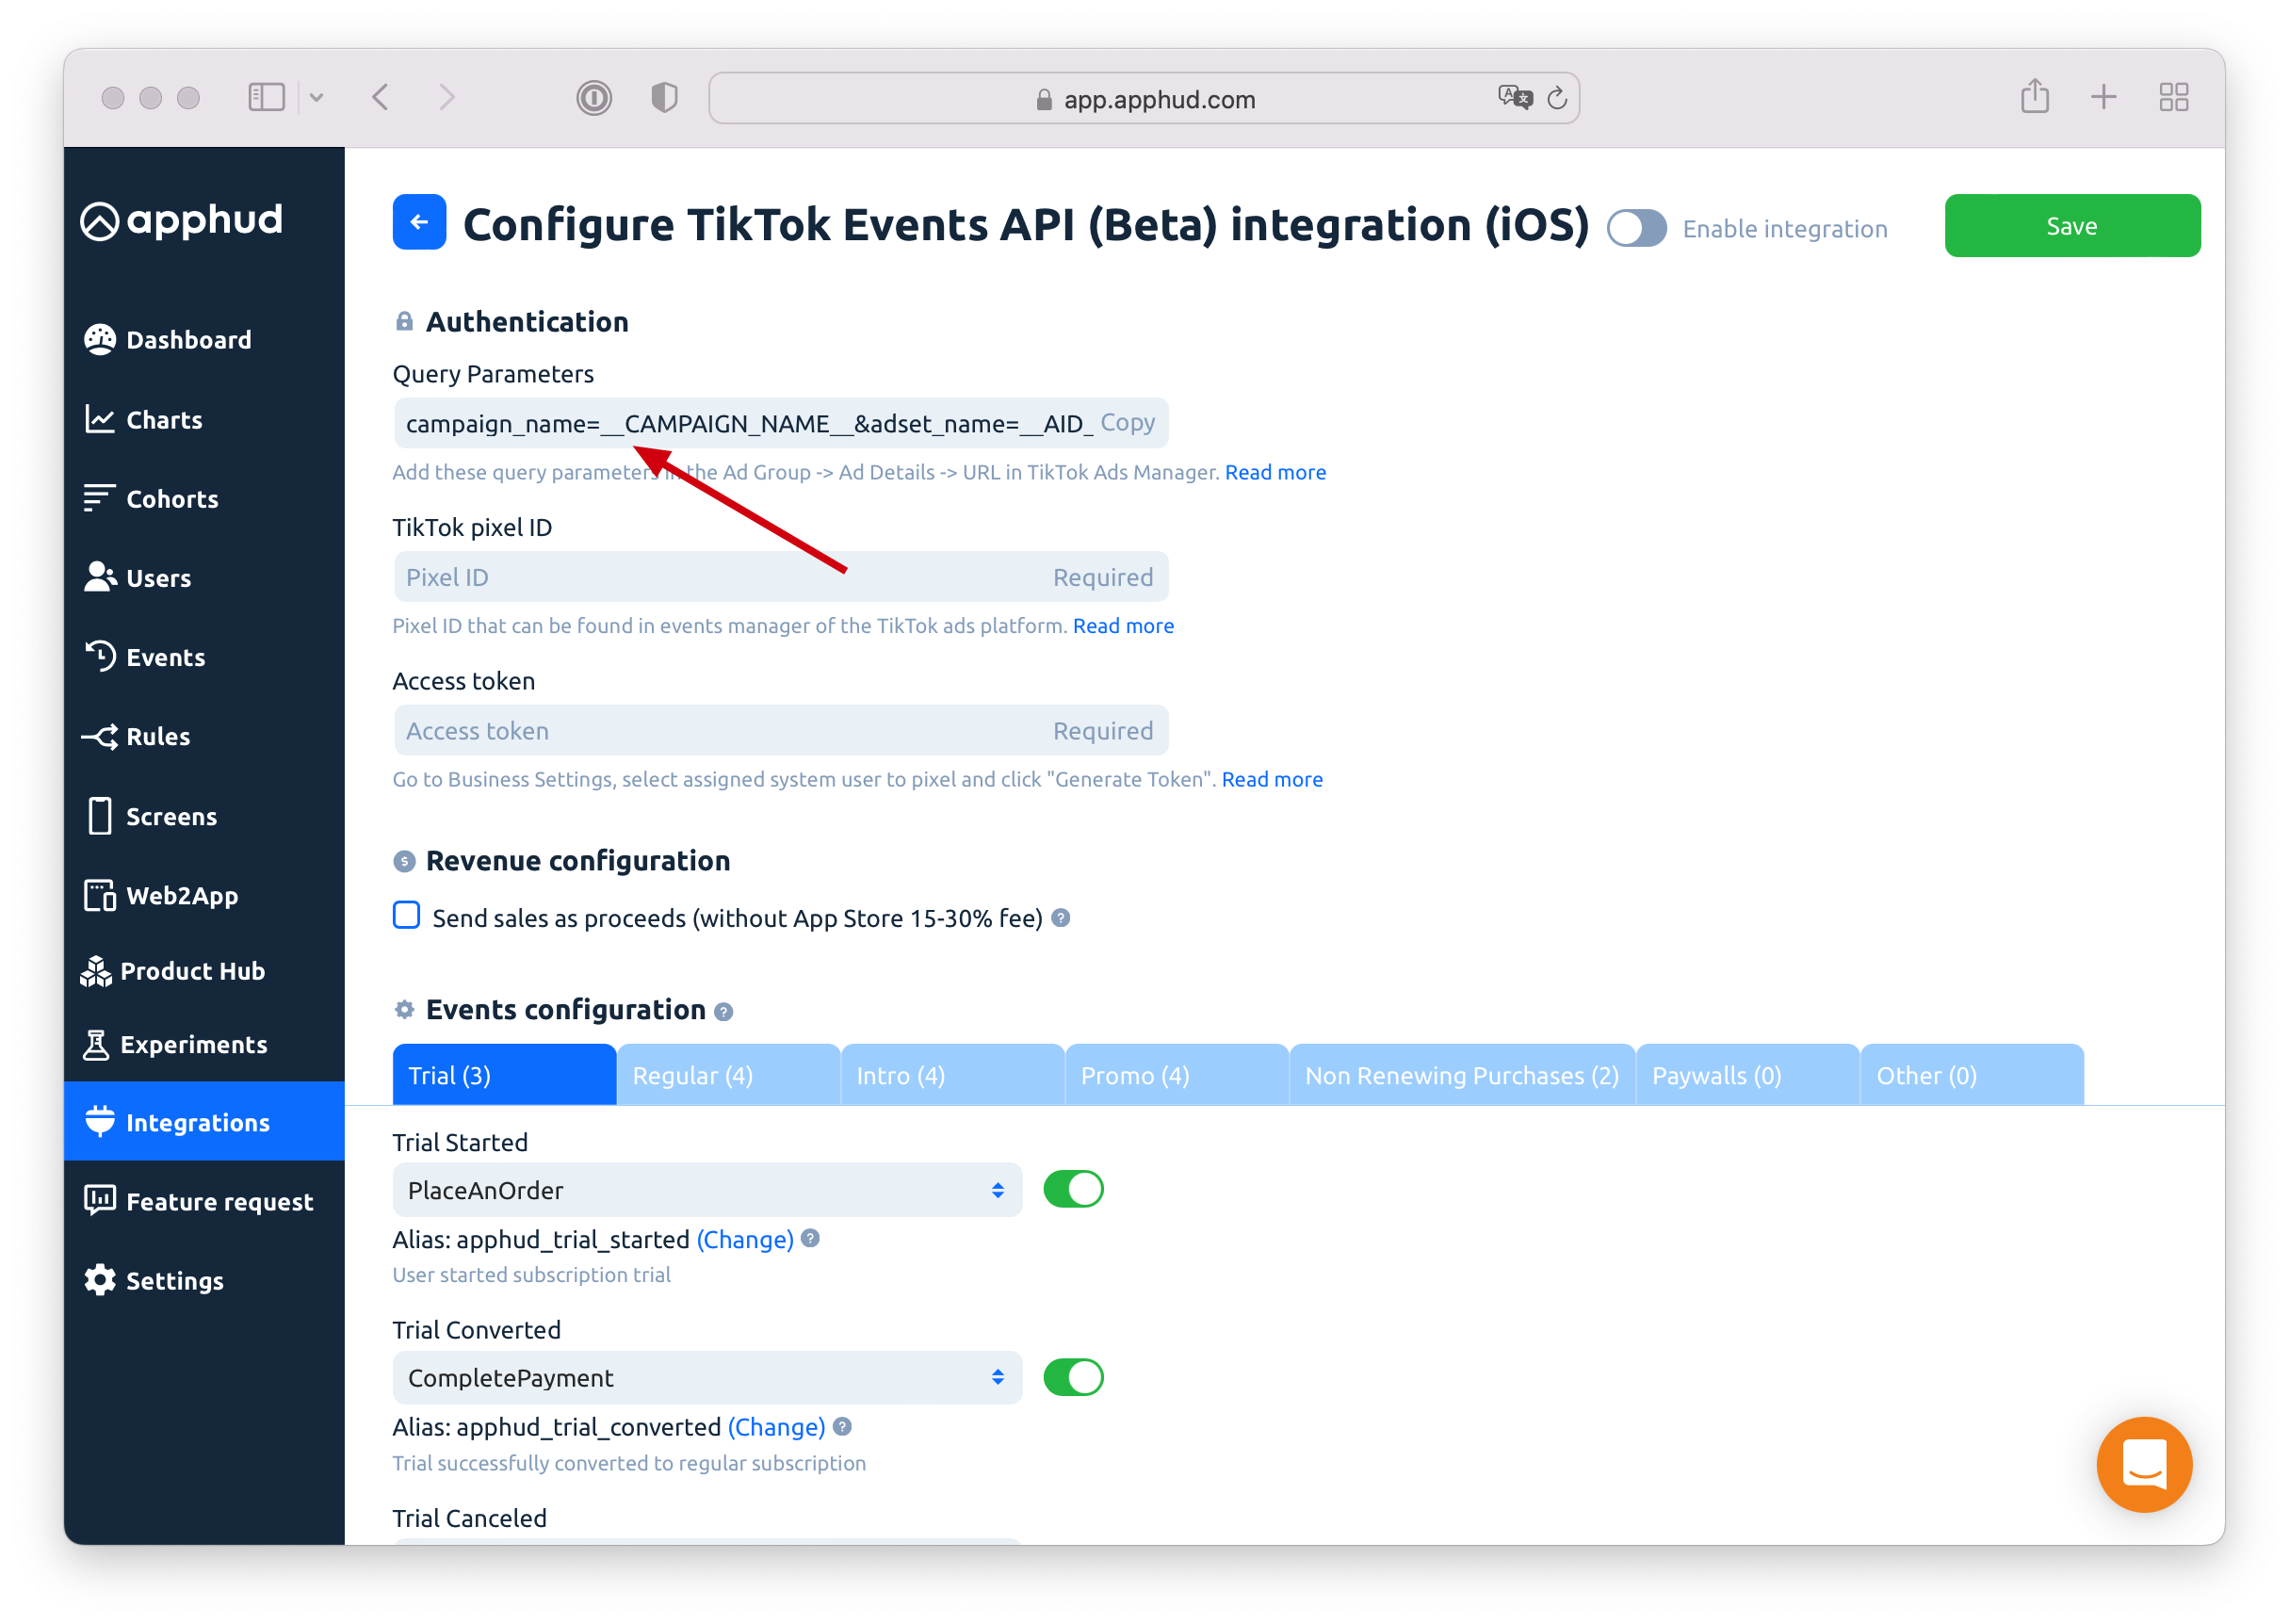 app.apphud.com
apphud
Dashboard
Charts
Cohorts
Users
Events
Rules
Screens
Web2App
Product Hub
Experiments
Integrations
Feature request
Settings
Configure TikTok Events API (Beta) integration (iOS)
Enable integration
Save
Authentication
Query Parameters
campaign_name=__CAMPAIGN_NAME__&adset_name=__AID_ Copy
Add these query parameters in the Ad Group -> Ad Details -> URL in TikTok Ads Manager. Read more
TikTok pixel ID
Pixel ID Required
Pixel ID that can be found in events manager of the TikTok ads platform. Read more
Access token
Access token Required
Go to Business Settings, select assigned system user to pixel and click "Generate Token". Read more
Revenue configuration
Send sales as proceeds (without App Store 15-30% fee) ?
Events configuration ?
Trial (3) Regular (4) Intro (4) Promo (4) Non Renewing Purchases (2) Paywalls (0) Other (0)
Trial Started
PlaceAnOrder
Alias: apphud_trial_started (Change) ?
User started subscription trial
Trial Converted
CompletePayment
Alias: apphud_trial_converted (Change) ?
Trial successfully converted to regular subscription
Trial Canceled